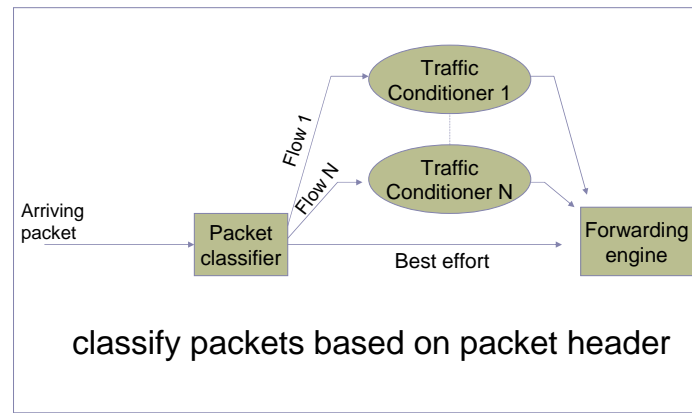 Traffic
Conditioner 1
Flow 1
Flow N
Traffic
Conditioner N
Arriving
packet
Packet
classifier
Best effort
Forwarding
engine
classify packets based on packet header